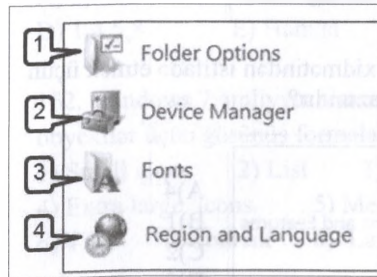 1 Folder Options
2 Device Manager
3 Fonts
4 Region and Language